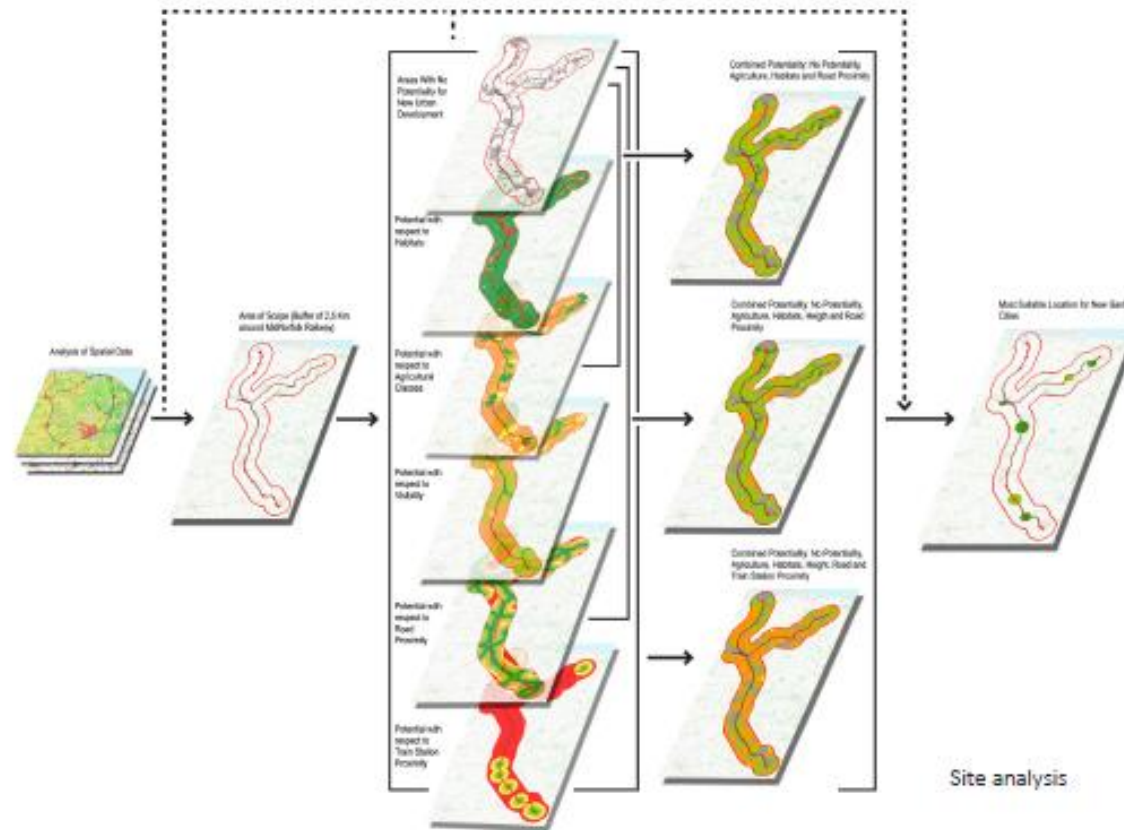 Analysis of Spatial Data
Area of Scope (Buffer of 2,5 Km
around MidNorfolk Railway)
Areas With No
Potentiality for
New Urban
Development
Potential with
respect to
Habitats
Potential with
respect to
Agricultural
Classes
Potential with
respect to
Visibility
Potential with
respect to
Road
Proximity
Potential with
respect to
Train Station
Proximity
Combined Potentiality: No Potentiality,
Agriculture, Habitats and Road Proximity
Combined Potentiality: No Potentiality,
Agriculture, Habitats, Heigth and Road
Proximity
Combined Potentiality: No Potentiality,
Agriculture, Habitats, Height, Road and
Train Station Proximity
Most Suitable Location for New
Cities
Site analysis